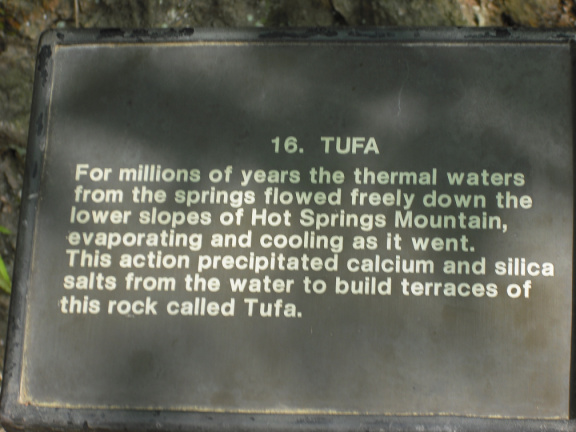 16. TUFA
For millions of years the thermal waters
from the springs flowed freely down the
lower slopes of Hot Springs Mountain,
evaporating and cooling as it went.
This action precipitated calcium and silica
salts from the water to build terraces of
this rock called Tufa.